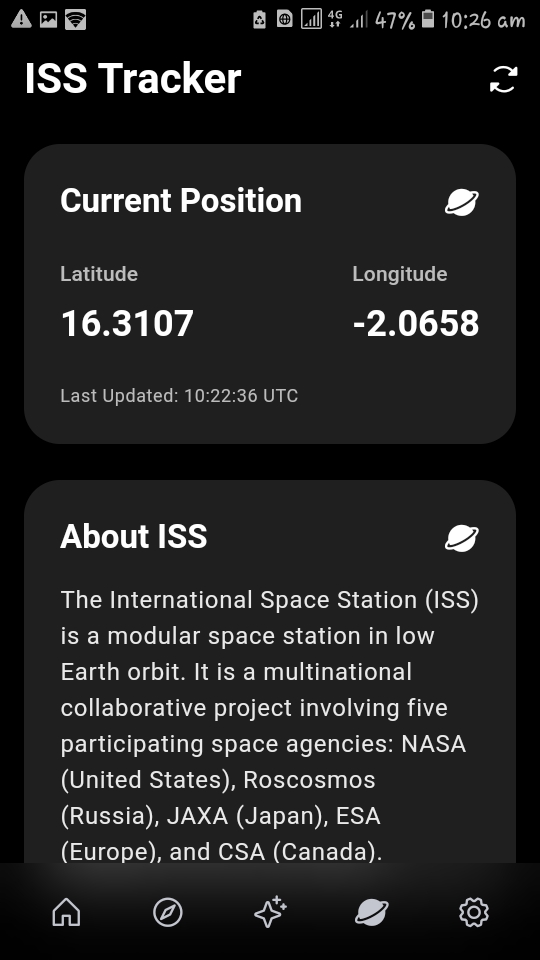 4G 47% 10:26 am
ISS Tracker
Current Position
Latitude Longitude
16.3107 -2.0658
Last Updated: 10:22:36 UTC
About ISS
The International Space Station (ISS)
is a modular space station in low
Earth orbit. It is a multinational
collaborative project involving five
participating space agencies: NASA
(United States), Roscosmos
(Russia), JAXA (Japan), ESA
(Europe), and CSA (Canada).